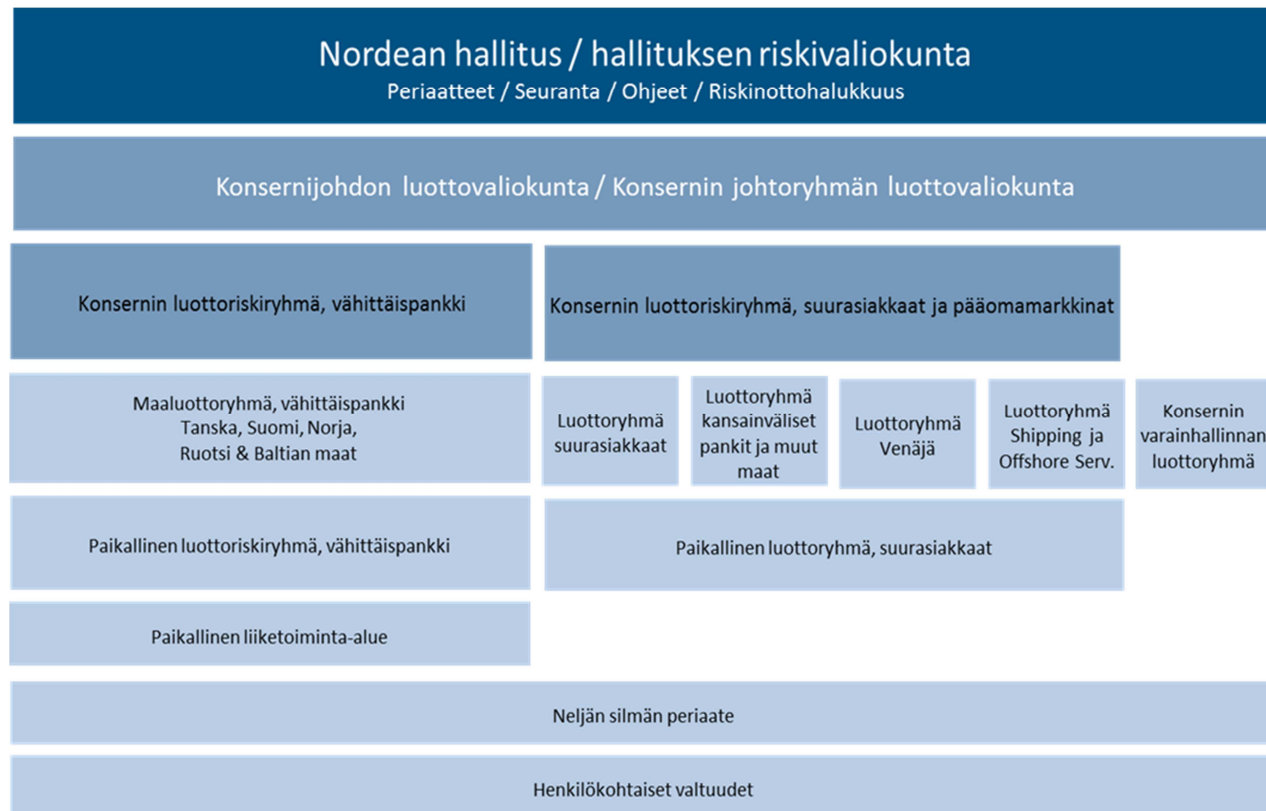 Nordean hallitus / hallituksen riskivaliokunta
Periaatteet / Seuranta / Ohjeet / Riskinottohalukkuus
Konsernijohdon luottovaliokunta / Konsernin johtoryhmän luottovaliokunta
Konsernin luottoriskiryhmä, vähittäispankki
Konsernin luottoriskiryhmä, suurasiakkaat ja pääomamarkkinat
Maaluottoryhmä, vähittäispankki
Tanska, Suomi, Norja,
Ruotsi & Baltian maat
Luottoryhmä
suurasiakkaat
Luottoryhmä
kansainväliset
pankit ja muut
maat
Luottoryhmä
Venäjä
Luottoryhmä
Shipping ja
Offshore Serv.
Konsernin
varainhallinnan
luottoryhmä
Paikallinen luottoriskiryhmä, vähittäispankki
Paikallinen luottoryhmä, suurasiakkaat
Paikallinen liiketoiminta-alue
Neljän silmän periaate
Henkilökohtaiset valtuudet